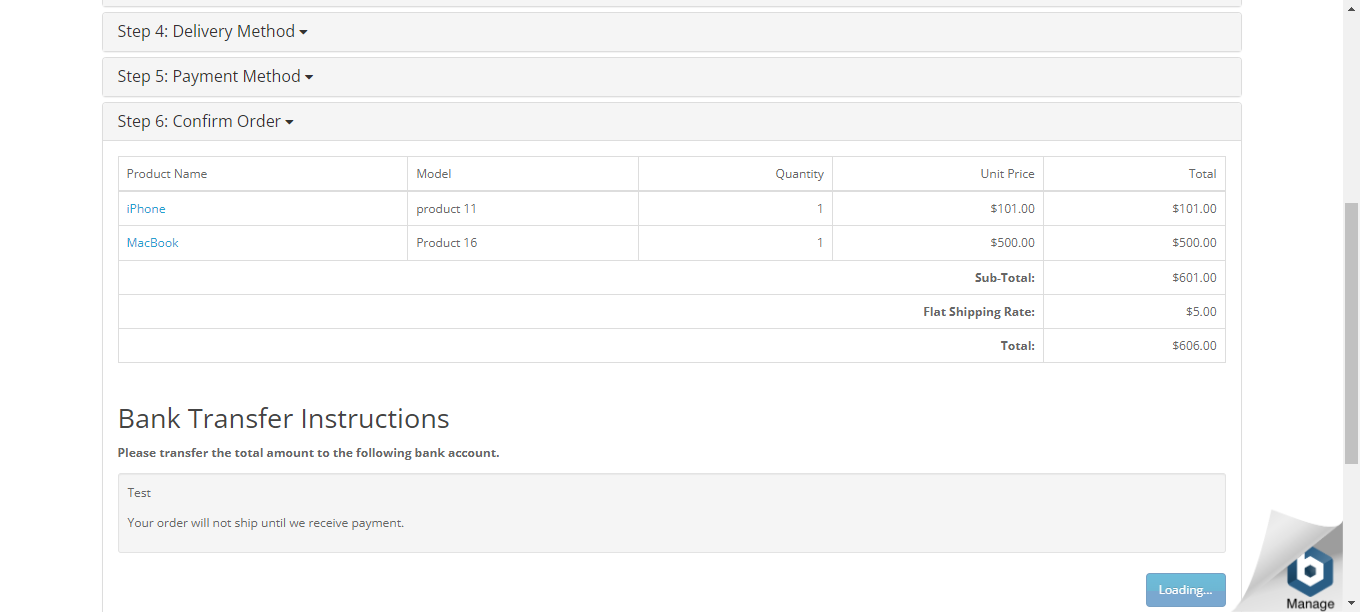 Step 4: Delivery Method
Step 5: Payment Method
Step 6: Confirm Order
Product Name Model Quantity Unit Price Total
iPhone product 11 1 $101.00 $101.00
MacBook Product 16 1 $500.00 $500.00
Sub-Total: $601.00
Flat Shipping Rate: $5.00
Total: $606.00
Bank Transfer Instructions
Please transfer the total amount to the following bank account.
Test
Your order will not ship until we receive payment.
Loading...
b
Manage